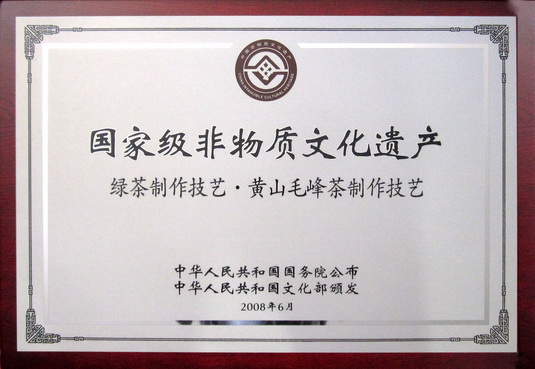 国家级非物质文化遗产
绿茶制作技艺·黄山毛峰茶制作技艺
中华人民共和国国务院公布
中华人民共和国文化部颁发
2008年6月